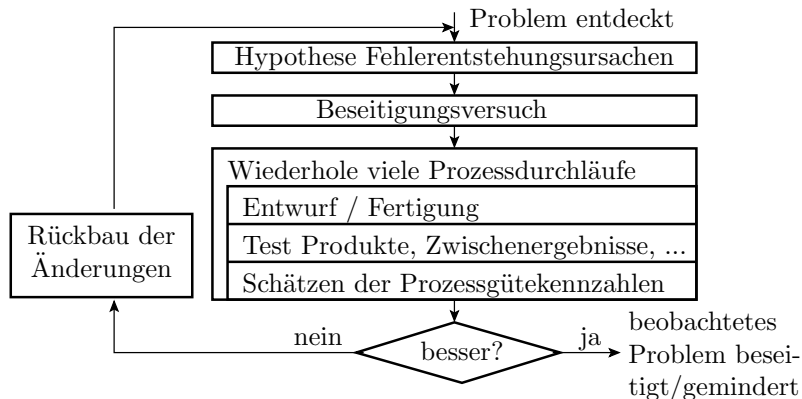 Problem entdeckt
Hypothese Fehlerentstehungsursachen
Beseitigungsversuch
Wiederhole viele Prozessdurchläufe
Entwurf / Fertigung
Test Produkte, Zwischenergebnisse, ...
Schätzen der Prozessgütekennzahlen
Rückbau der
Änderungen
nein
besser?
ja
beobachtetes
Problem besei-
tigt/gemindert